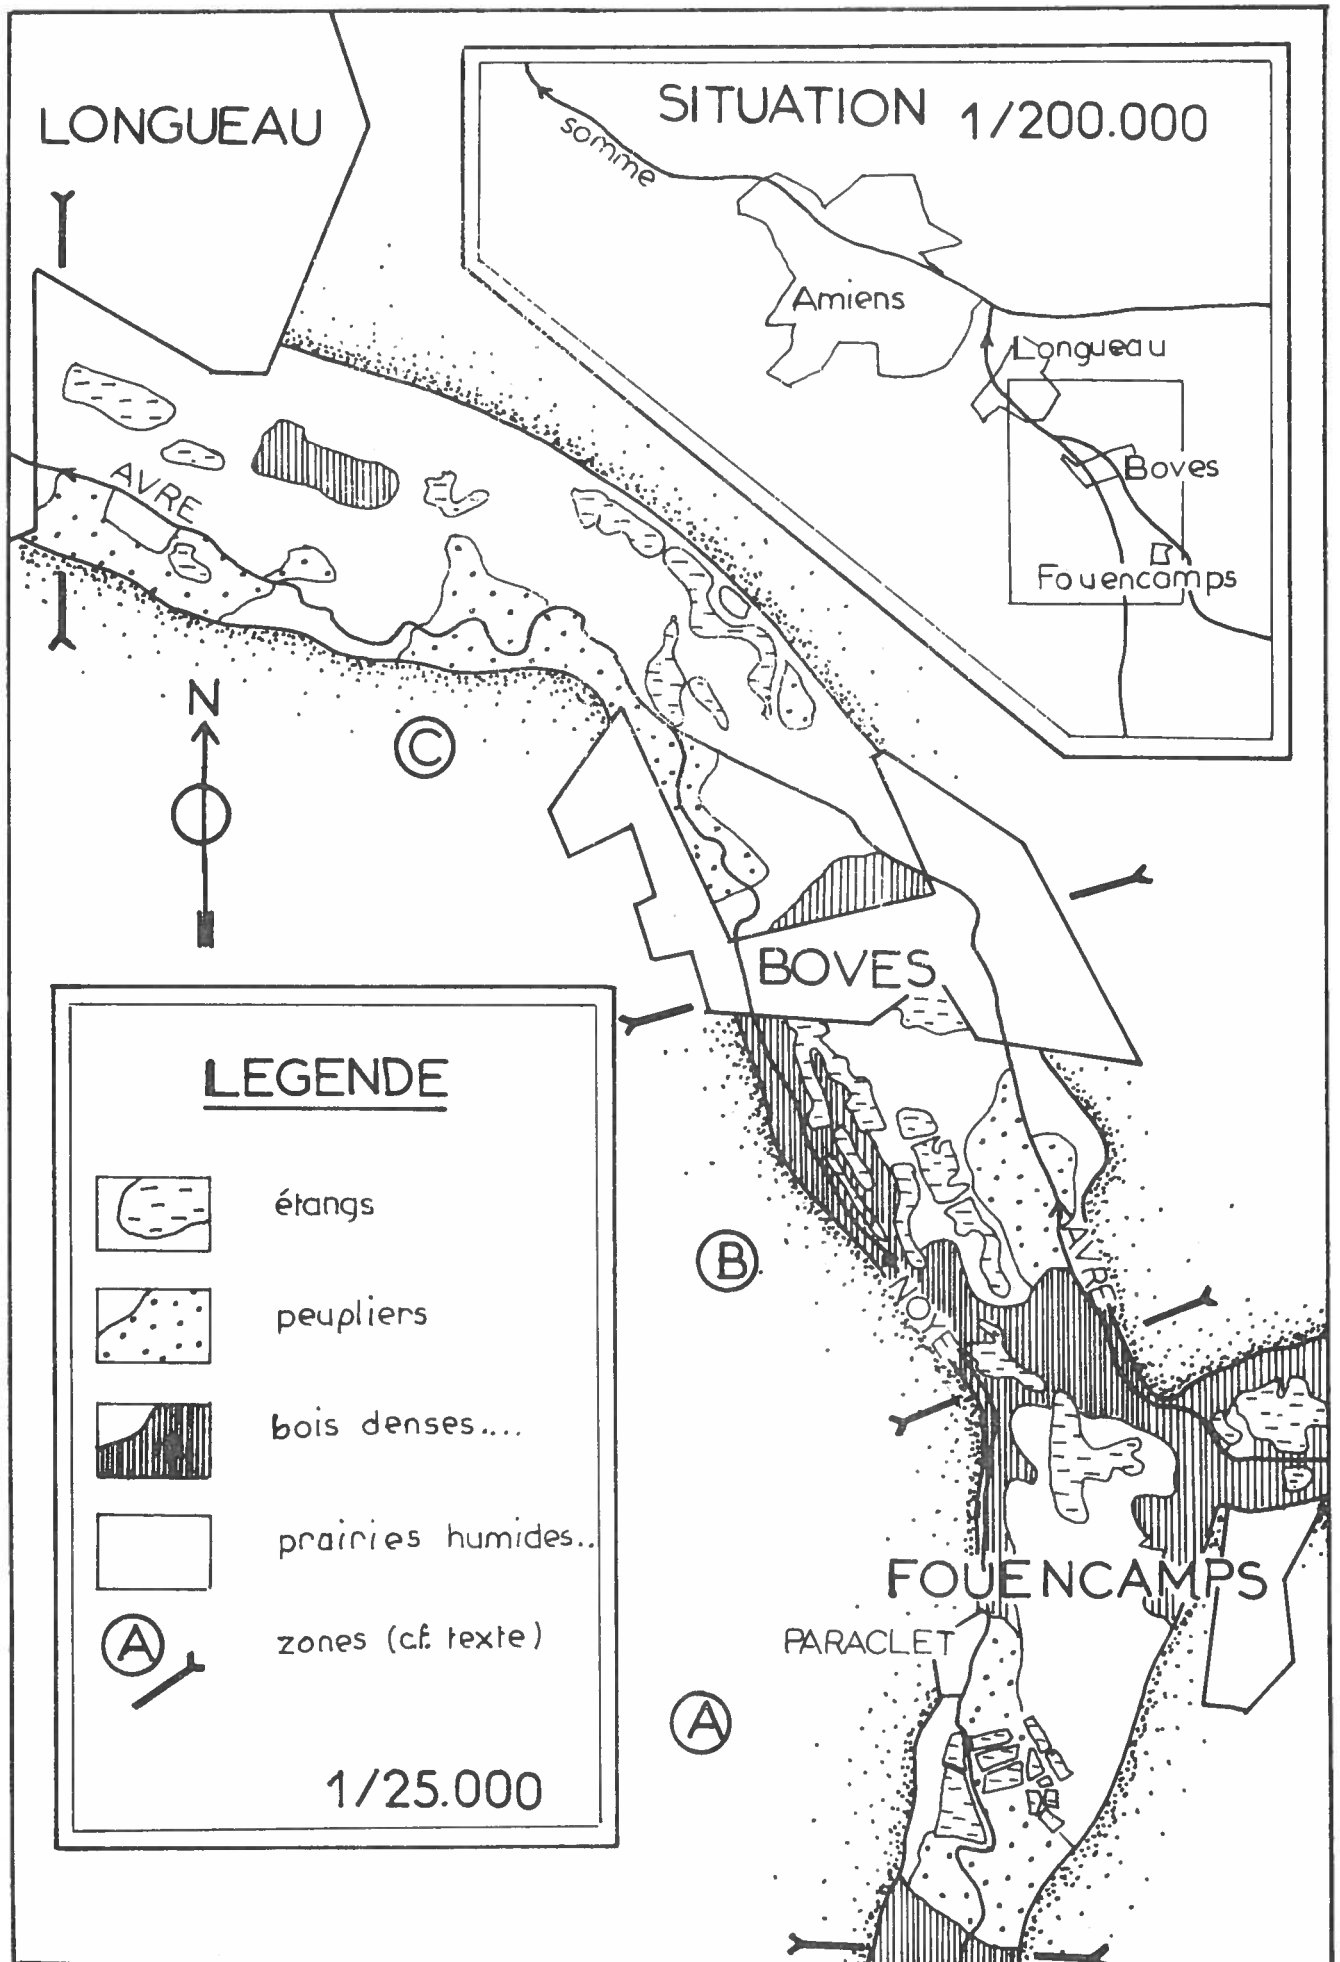 LONGUEAU
SITUATION 1/200.000
somme
Amiens
Longueau
Boves
Fouencamps
AVRE
N
C
BOVES
LEGENDE
étangs
peupliers
bois denses....
prairies humides..
A zones (cf. texte)
1/25.000
B
AVRE
NOYE
FOUENCAMPS
PARACLET
A